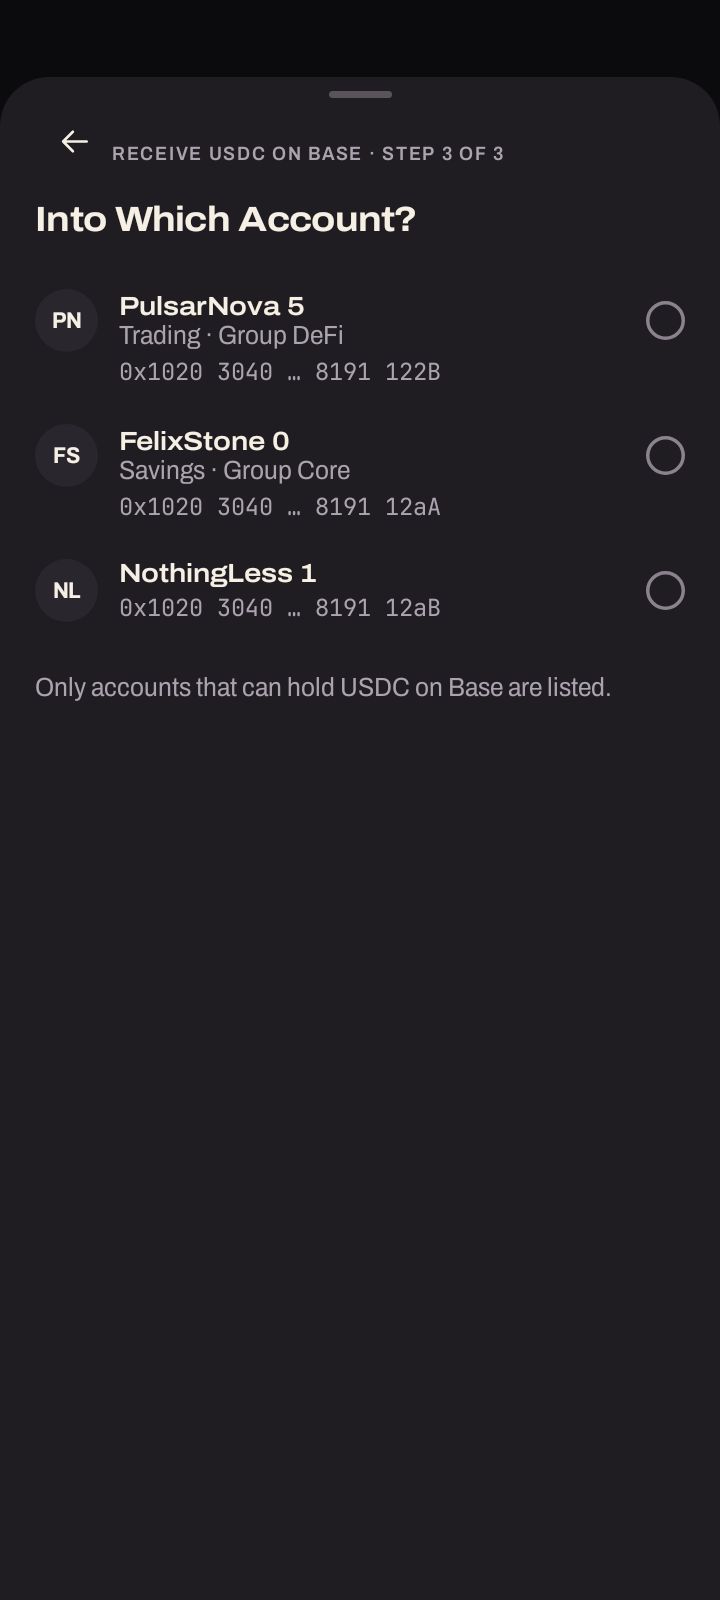 RECEIVE USDC ON BASE · STEP 3 OF 3
Into Which Account?
PN
PulsarNova 5
Trading · Group DeFi
0x1020 3040 … 8191 122B
FS
FelixStone 0
Savings · Group Core
0x1020 3040 … 8191 12aA
NL
NothingLess 1
0x1020 3040 … 8191 12aB
Only accounts that can hold USDC on Base are listed.